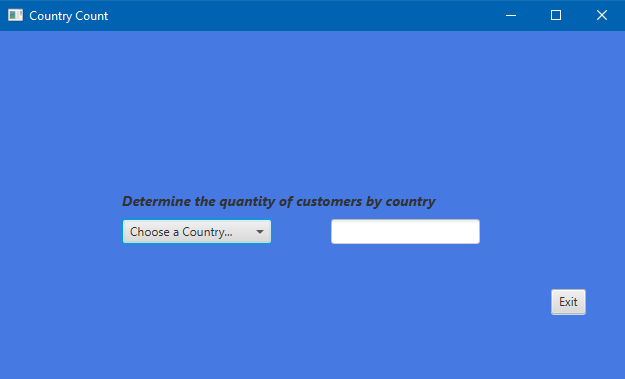 Country Count
Determine the quantity of customers by country
Choose a Country...
Exit